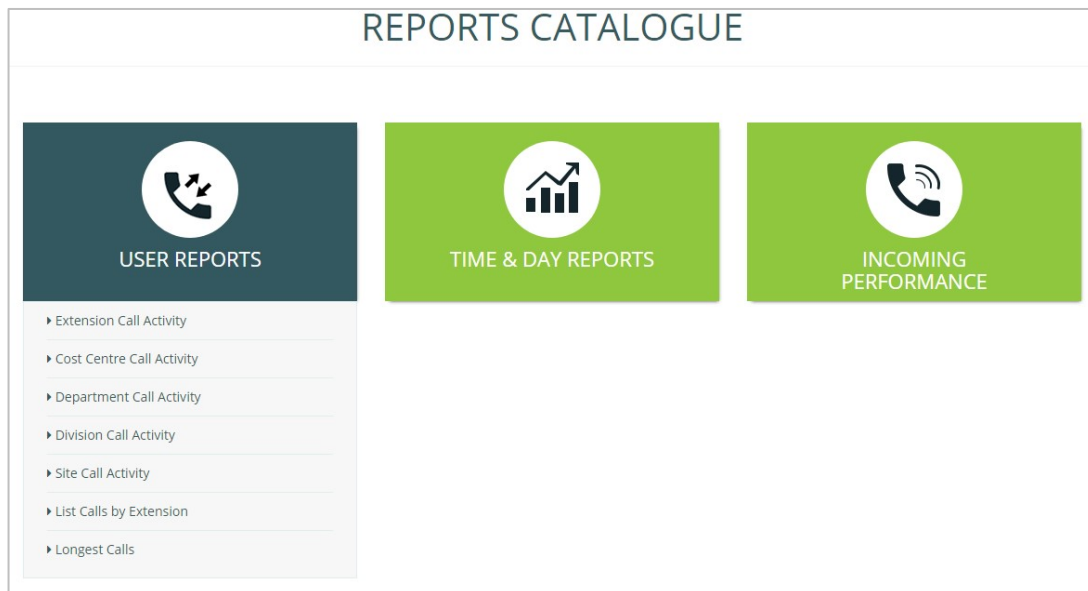 REPORTS CATALOGUE
USER REPORTS
Extension Call Activity
Cost Centre Call Activity
Department Call Activity
Division Call Activity
Site Call Activity
List Calls by Extension
Longest Calls
TIME & DAY REPORTS
INCOMING
PERFORMANCE